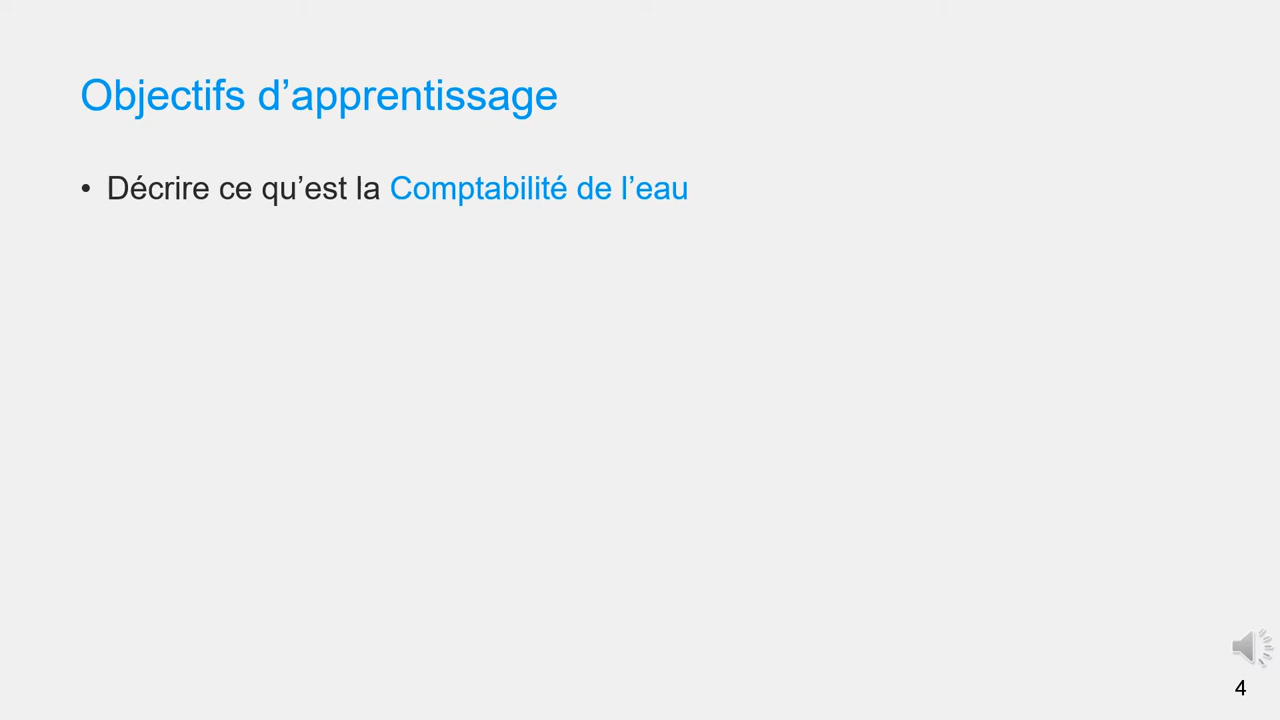 Objectifs d’apprentissage
• Décrire ce qu’est la Comptabilité de l’eau
4